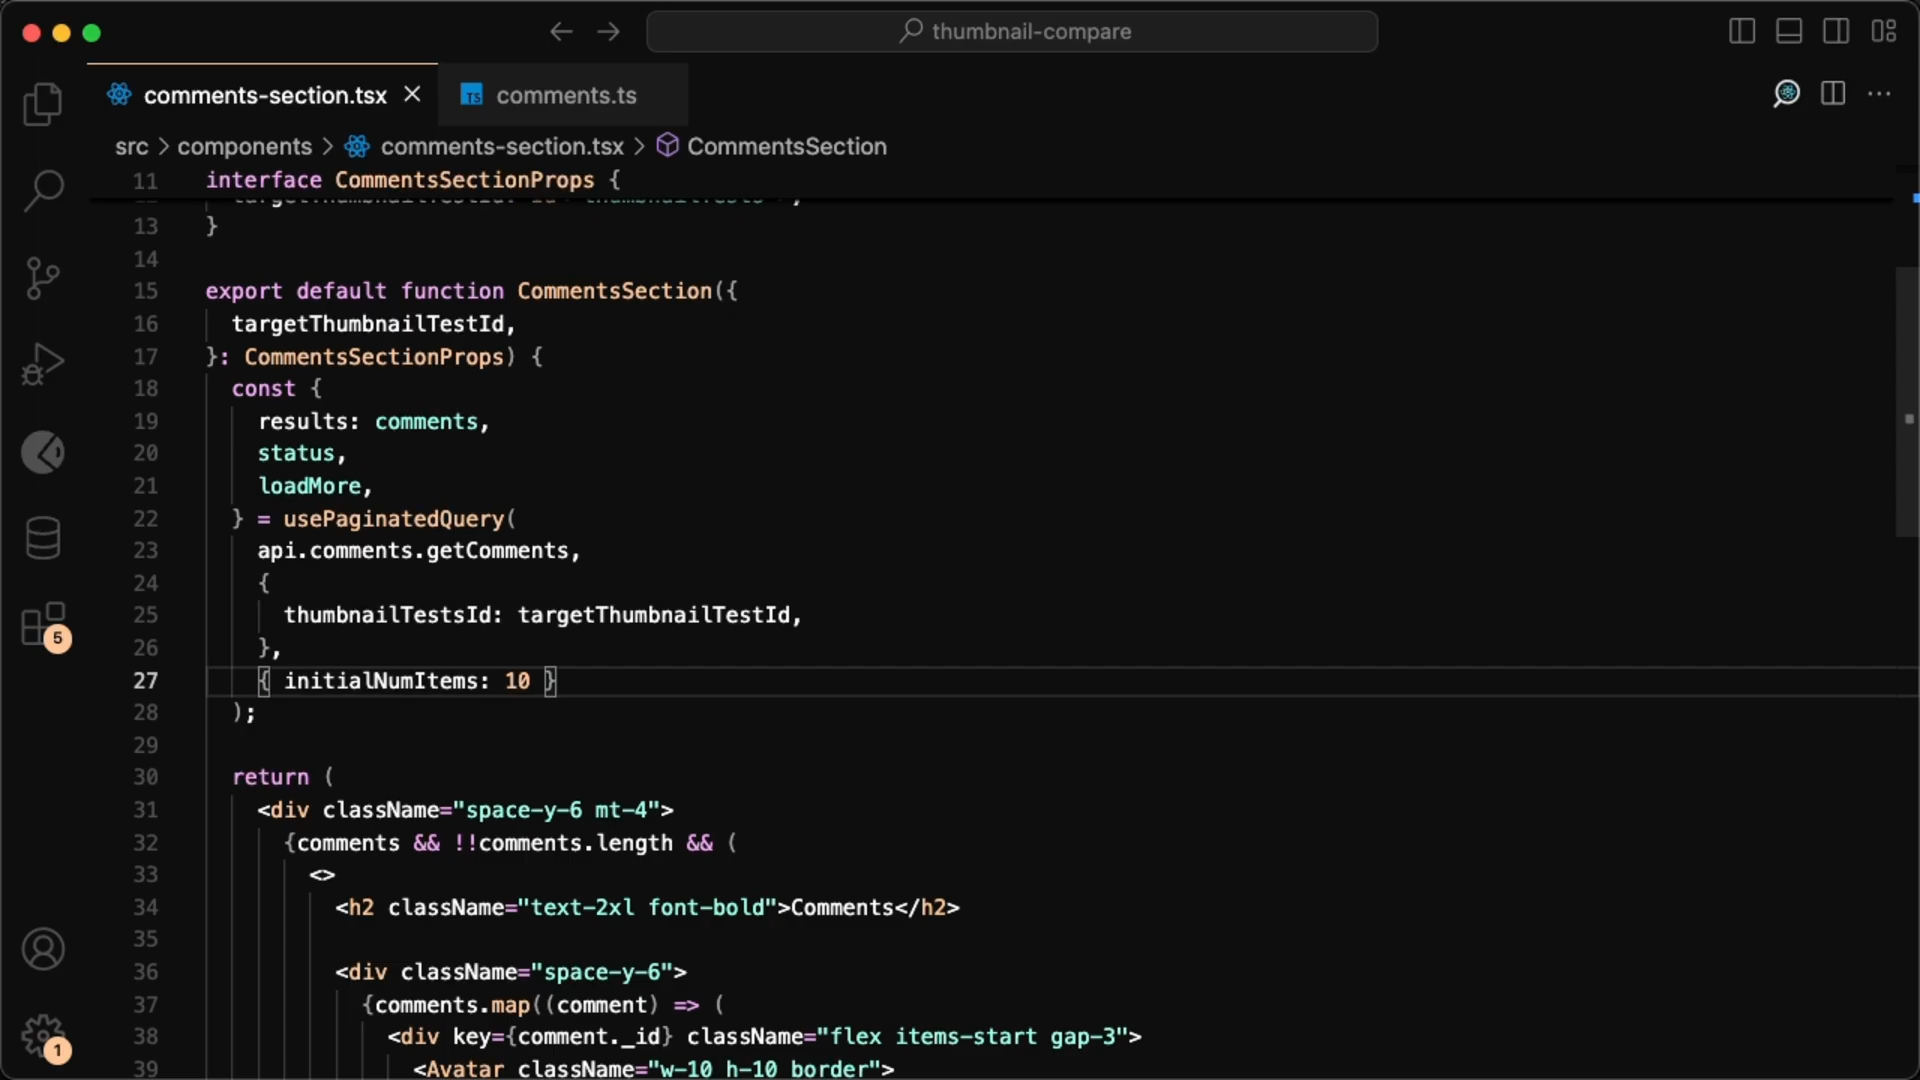 thumbnail-compare
comments-section.tsx
TS comments.ts
src > components > comments-section.tsx > CommentsSection
11 interface CommentsSectionProps {
13 }
14
15 export default function CommentsSection({
16 targetThumbnailTestId,
17 }: CommentsSectionProps) {
18 const {
19 results: comments,
20 status,
21 loadMore,
22 } = usePaginatedQuery(
23 api.comments.getComments,
24 {
25 thumbnailTestsId: targetThumbnailTestId,
26 },
27 { initialNumItems: 10 }
28 );
29
30 return (
31 <div className="space-y-6 mt-4">
32 {comments && !!comments.length && (
33 <>
34 <h2 className="text-2xl font-bold">Comments</h2>
35
36 <div className="space-y-6">
37 {comments.map((comment) => (
38 <div key={comment._id} className="flex items-start gap-3">
39 <Avatar className="w-10 h-10 border">
5
1